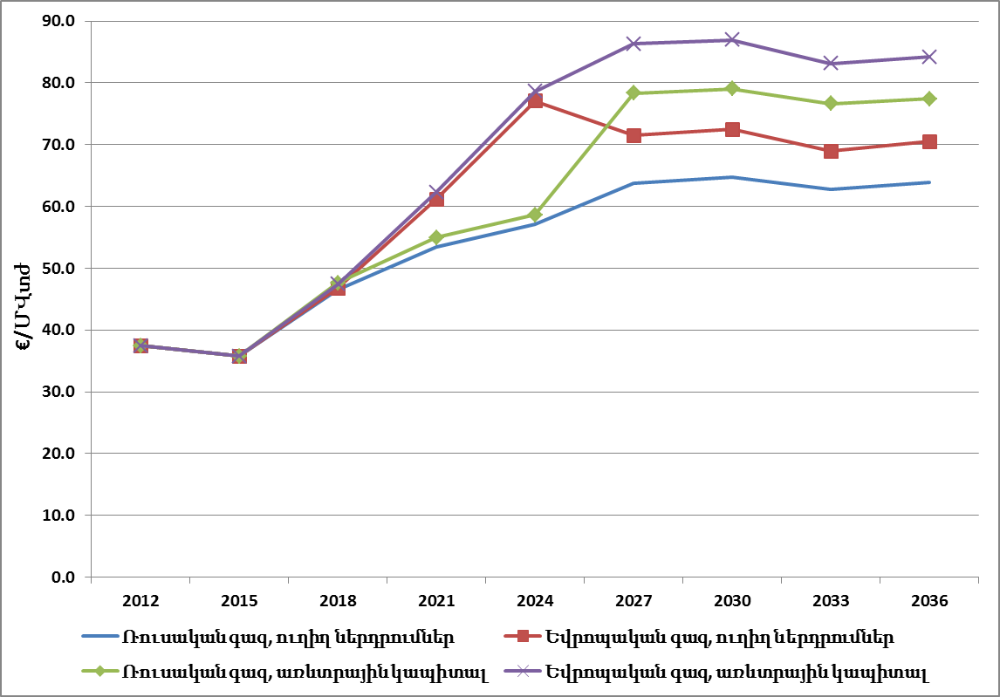 90.0
80.0
70.0
60.0
50.0
40.0
30.0
20.0
10.0
0.0
€/ՄՎտժ
2012 2015 2018 2021 2024 2027 2030 2033 2036
Ռուսական գազ, ուղիղ ներդրումներ
Եվրոպական գազ, ուղիղ ներդրումներ
Ռուսական գազ, առևտրային կապիտալ
Եվրոպական գազ, առևտրային կապիտալ